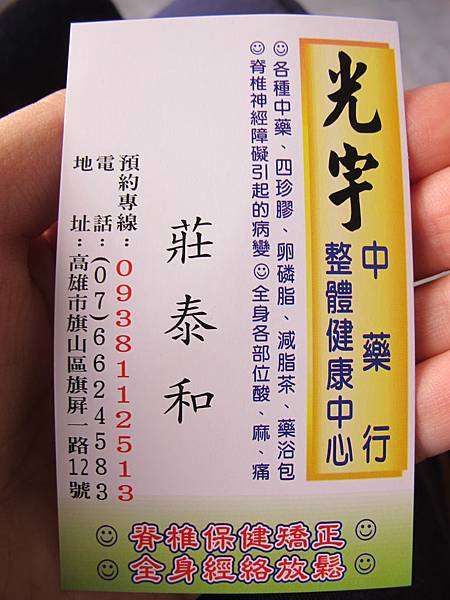 光宇 中藥行
整體健康中心
☺各種中藥、四珍膠、卵磷脂、減脂茶、藥浴包
☺脊椎神經障礙引起的病變☺全身各部位酸、麻、痛
莊泰和
預約專線：0938112513
電話：(07)6624583
地址：高雄市旗山區旗屏一路12號
☺脊椎保健矯正☺
☺全身經絡放鬆☺